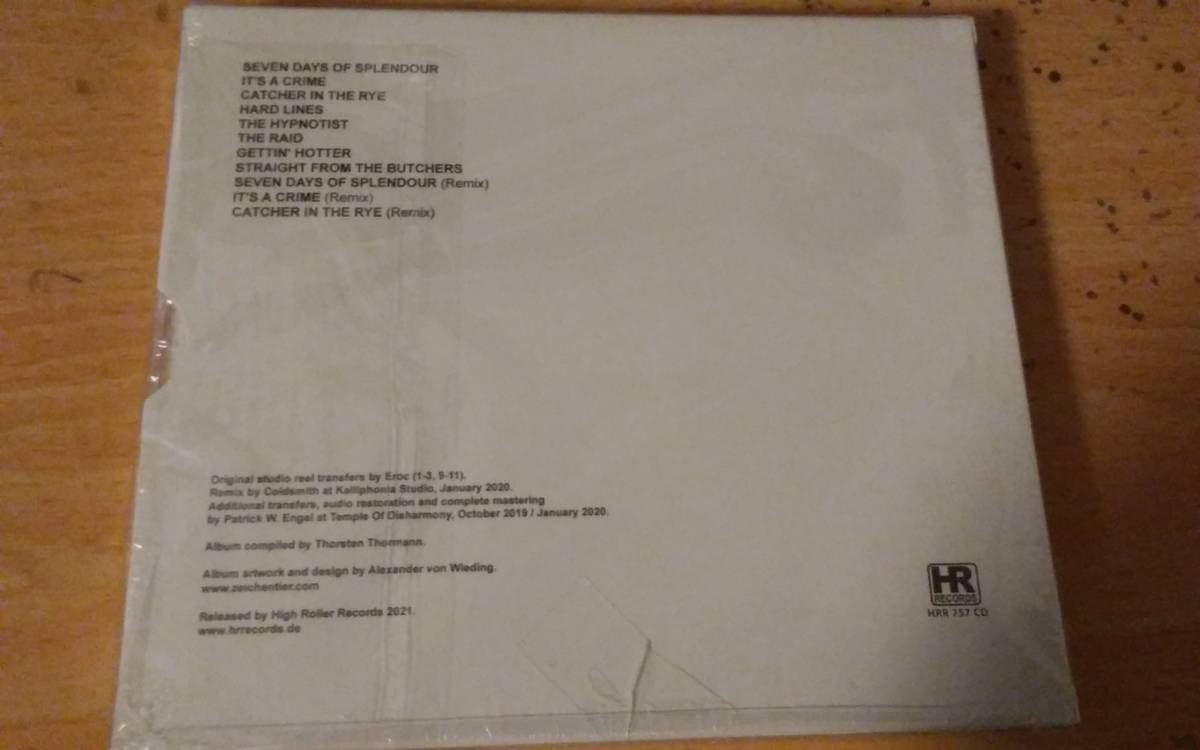 SEVEN DAYS OF SPLENDOUR
IT'S A CRIME
CATCHER IN THE RYE
HARD LINES
THE HYPNOTIST
THE RAID
GETTIN' HOTTER
STRAIGHT FROM THE BUTCHERS
SEVEN DAYS OF SPLENDOUR (Remix)
IT'S A CRIME (Remix)
CATCHER IN THE RYE (Remix)
Original studio reel transfers by Eroc (1-3, 9-11).
Remix by Coldsmith at Kalliphonia Studio, January 2020.
Additional transfers, audio restoration and complete mastering
by Patrick W. Engel at Temple Of Disharmony, October 2019 / January 2020.
Album compiled by Thorsten Thormann.
Album artwork and design by Alexander von Wieding.
www.zeichentier.com
Released by High Roller Records 2021.
www.hrrecords.de
HR
RECORDS
HRR 757 CD